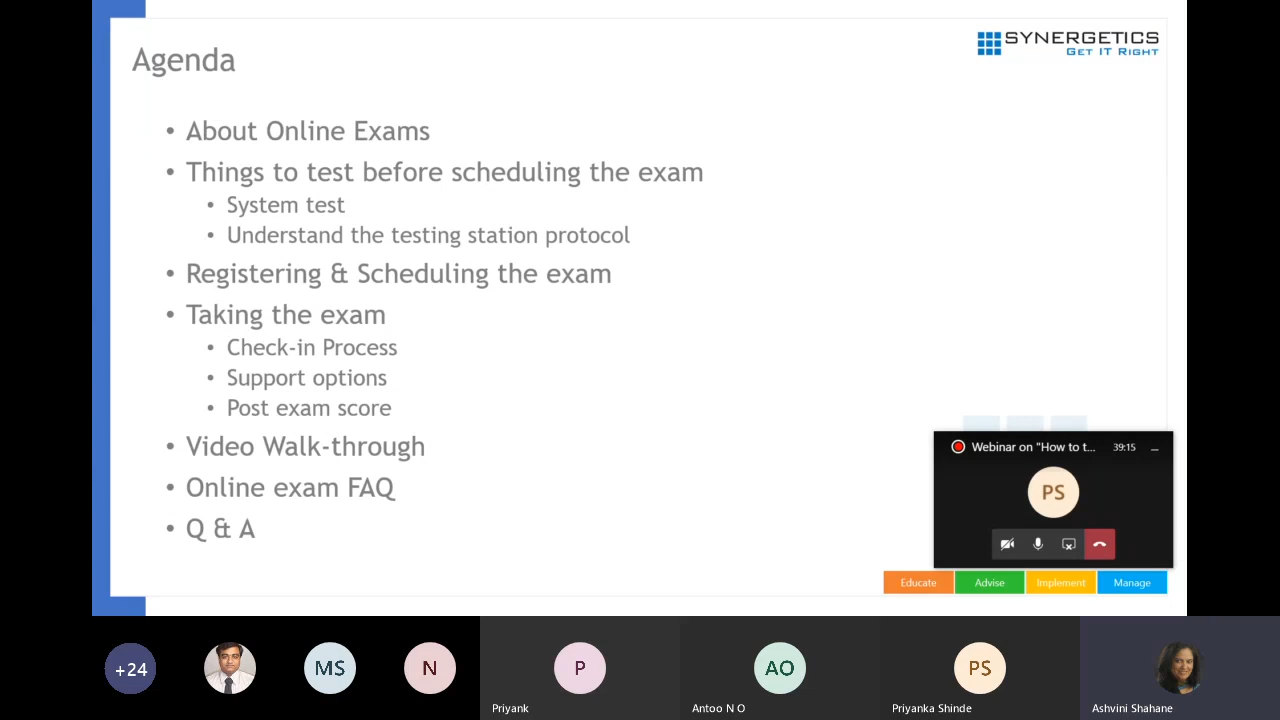 SYNERGETICS
GET IT RIGHT
Agenda
• About Online Exams
• Things to test before scheduling the exam
• System test
• Understand the testing station protocol
• Registering & Scheduling the exam
• Taking the exam
• Check-in Process
• Support options
• Post exam score
• Video Walk-through
• Online exam FAQ
• Q & A
Webinar on "How to t... 39:15
PS
Educate Advise Implement Manage
+24 MS N P AO PS
Priyank Antoo N O Priyanka Shinde Ashvini Shahane